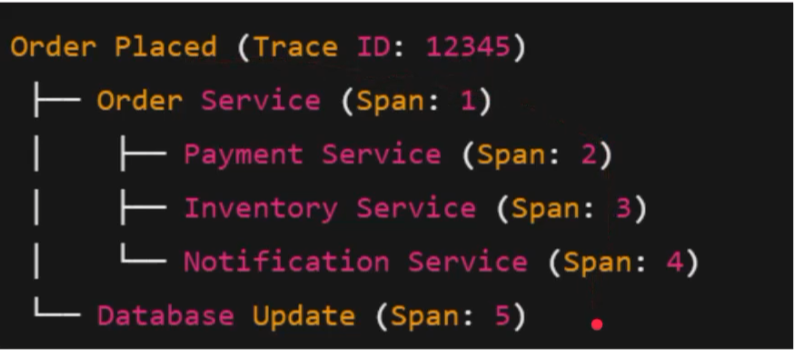 Order Placed (Trace ID: 12345)
├── Order Service (Span: 1)
│   ├── Payment Service (Span: 2)
│   ├── Inventory Service (Span: 3)
│   └── Notification Service (Span: 4)
└── Database Update (Span: 5)